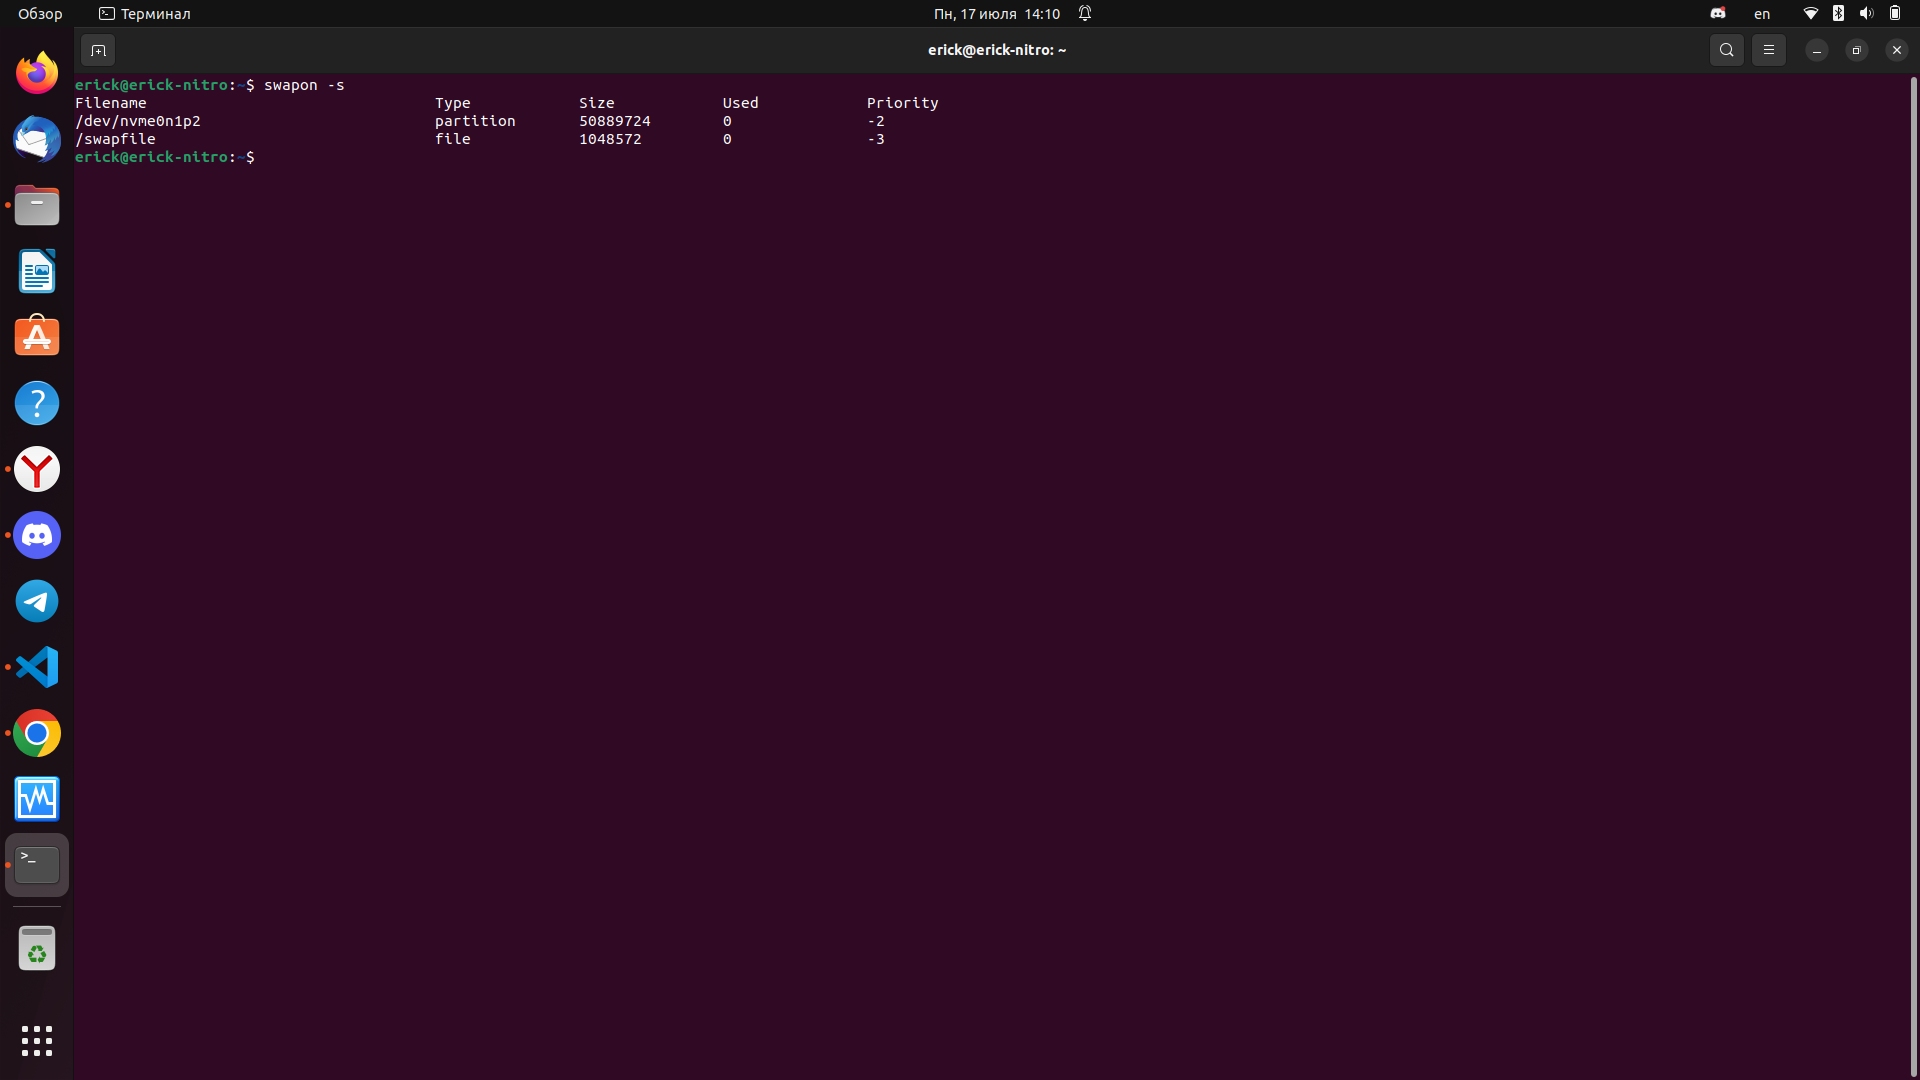 Обзор Терминал Пн, 17 июля 14:10 en
erick@erick-nitro: ~
erick@erick-nitro:~$ swapon -s
Filename Type Size Used Priority
/dev/nvme0n1p2 partition 50889724 0 -2
/swapfile file 1048572 0 -3
erick@erick-nitro:~$